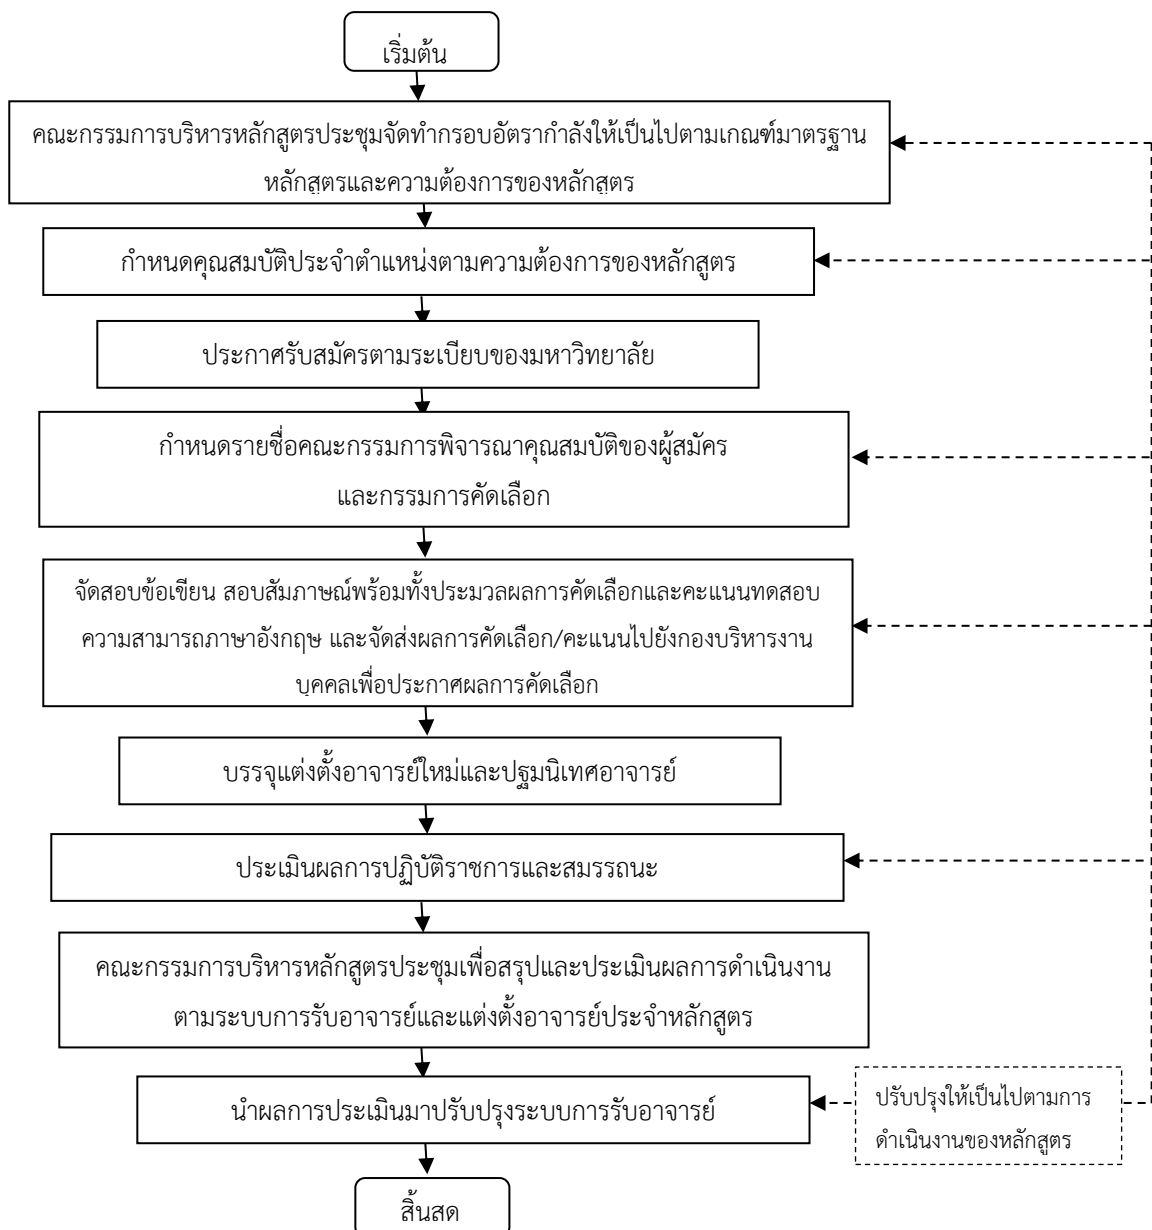 เริ่มต้น
คณะกรรมการบริหารหลักสูตรประชุมจัดทำกรอบอัตรากำลังให้เป็นไปตามเกณฑ์มาตรฐาน
หลักสูตรและความต้องการของหลักสูตร
กำหนดคุณสมบัติประจำตำแหน่งตามความต้องการของหลักสูตร
ประกาศรับสมัครตามระเบียบของมหาวิทยาลัย
กำหนดรายชื่อคณะกรรมการพิจารณาคุณสมบัติของผู้สมัคร
และกรรมการคัดเลือก
จัดสอบข้อเขียน สอบสัมภาษณ์พร้อมทั้งประมวลผลการคัดเลือกและคะแนนทดสอบ
ความสามารถภาษาอังกฤษ และจัดส่งผลการคัดเลือก/คะแนนไปยังกองบริหารงาน
บุคคลเพื่อประกาศผลการคัดเลือก
บรรจุแต่งตั้งอาจารย์ใหม่และปฐมนิเทศอาจารย์
ประเมินผลการปฏิบัติราชการและสมรรถนะ
คณะกรรมการบริหารหลักสูตรประชุมเพื่อสรุปและประเมินผลการดำเนินงาน
ตามระบบการรับอาจารย์และแต่งตั้งอาจารย์ประจำหลักสูตร
นำผลการประเมินมาปรับปรุงระบบการรับอาจารย์
ปรับปรุงให้เป็นไปตามการ
ดำเนินงานของหลักสูตร
สิ้นสด